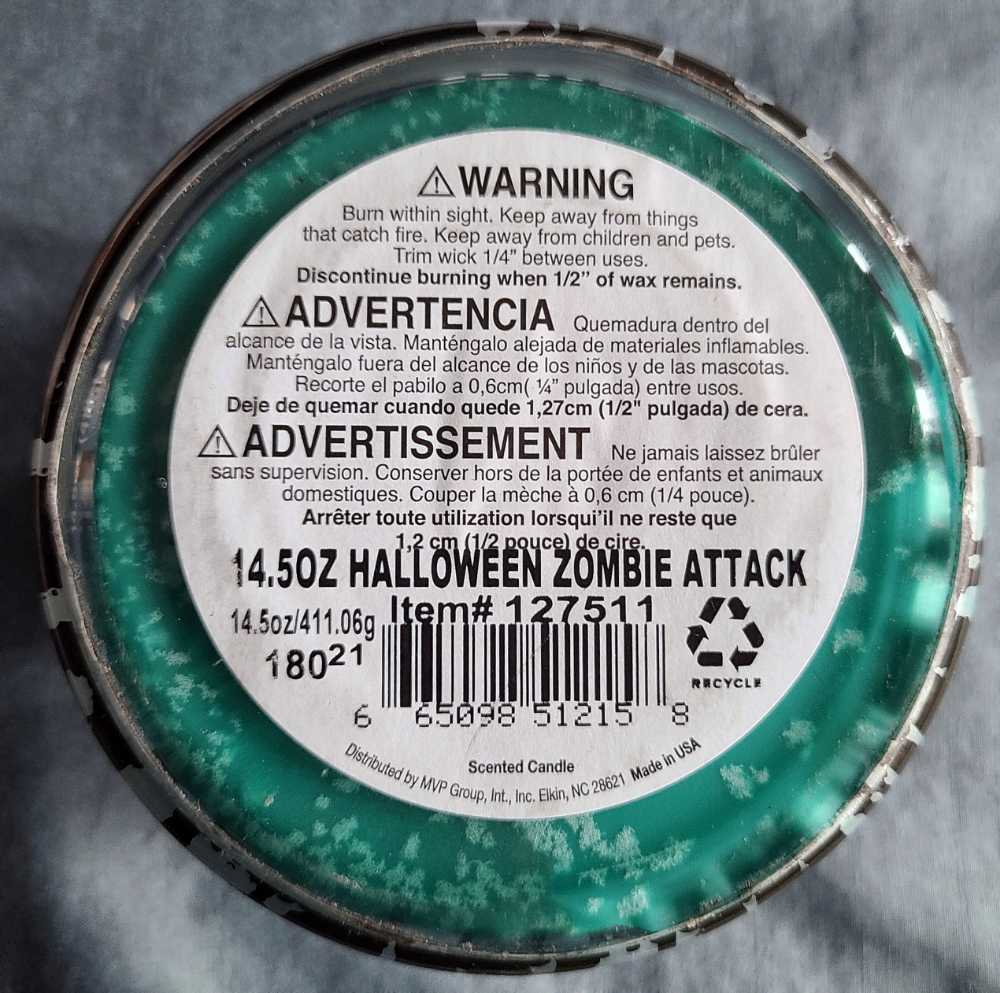 ⚠WARNING
Burn within sight. Keep away from things
that catch fire. Keep away from children and pets.
Trim wick 1/4" between uses.
Discontinue burning when 1/2" of wax remains.
⚠ADVERTENCIA Quemadura dentro del
alcance de la vista. Manténgalo alejada de materiales inflamables.
Manténgalo fuera del alcance de los niños y de las mascotas.
Recorte el pabilo a 0,6cm( ¼" pulgada) entre usos.
Deje de quemar cuando quede 1,27cm (1/2" pulgada) de cera.
⚠ADVERTISSEMENT Ne jamais laissez brûler
sans supervision. Conserver hors de la portée de enfants et animaux
domestiques. Couper la mèche à 0,6 cm (1/4 pouce).
Arrêter toute utilization lorsqui'il ne reste que
1,2 cm (1/2 pouce) de cire.
14.5OZ HALLOWEEN ZOMBIE ATTACK
Item# 127511
14.5oz/411.06g
18021
RECYCLE
6 65098 51215 8
Scented Candle
Distributed by MVP Group, Int., Inc. Elkin, NC 28621 Made in USA